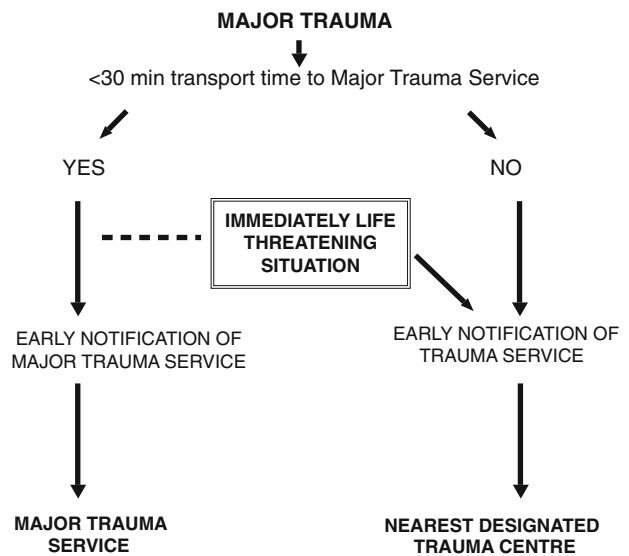 MAJOR TRAUMA
<30 min transport time to Major Trauma Service
YES
NO
IMMEDIATELY LIFE
THREATENING
SITUATION
EARLY NOTIFICATION OF
MAJOR TRAUMA SERVICE
EARLY NOTIFICATION OF
TRAUMA SERVICE
MAJOR TRAUMA
SERVICE
NEAREST DESIGNATED
TRAUMA CENTRE